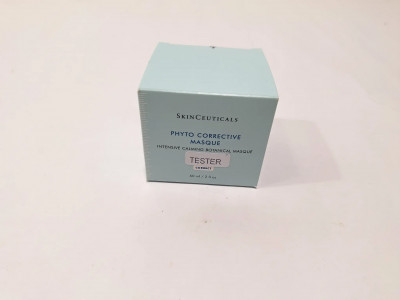 SKINCEUTICALS
PHYTO CORRECTIVE
MASQUE
INTENSIVE CALMING BOTANICAL MASQUE
TESTER